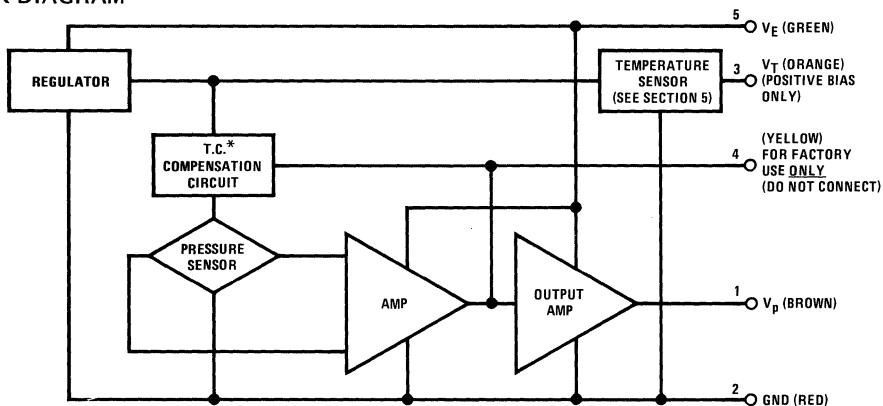 K DIAGRAM
5
V_E (GREEN)
REGULATOR
TEMPERATURE
SENSOR
(SEE SECTION 5)
3
V_T (ORANGE)
(POSITIVE BIAS
ONLY)
T.C.*
COMPENSATION
CIRCUIT
4
(YELLOW)
FOR FACTORY
USE ONLY
(DO NOT CONNECT)
PRESSURE
SENSOR
AMP
OUTPUT
AMP
1
V_p (BROWN)
2
GND (RED)